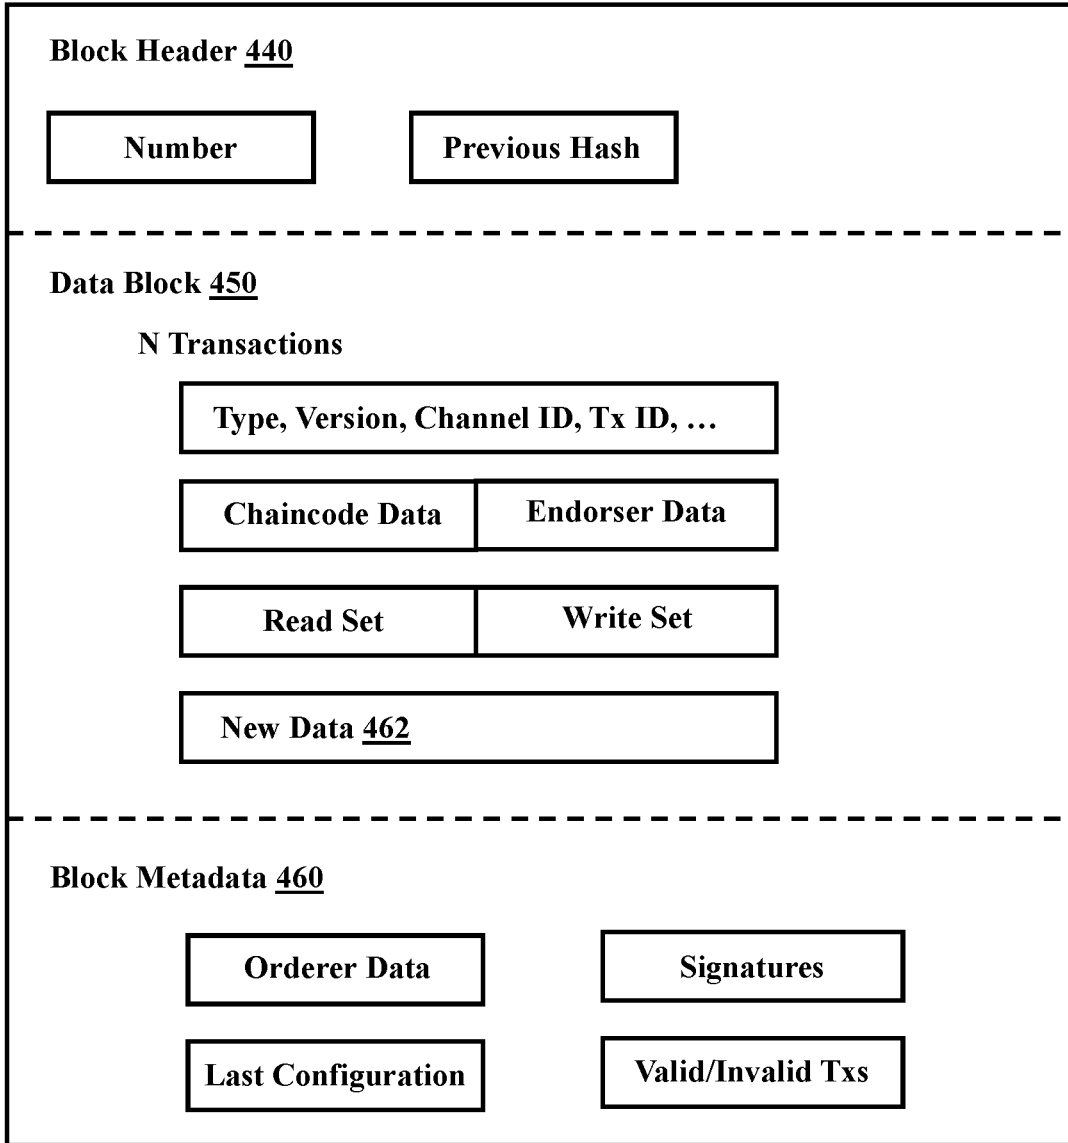 Block Header 440
Number
Previous Hash
Data Block 450
N Transactions
Type, Version, Channel ID, Tx ID, …
Chaincode Data
Endorser Data
Read Set
Write Set
New Data 462
Block Metadata 460
Orderer Data
Signatures
Last Configuration
Valid/Invalid Txs